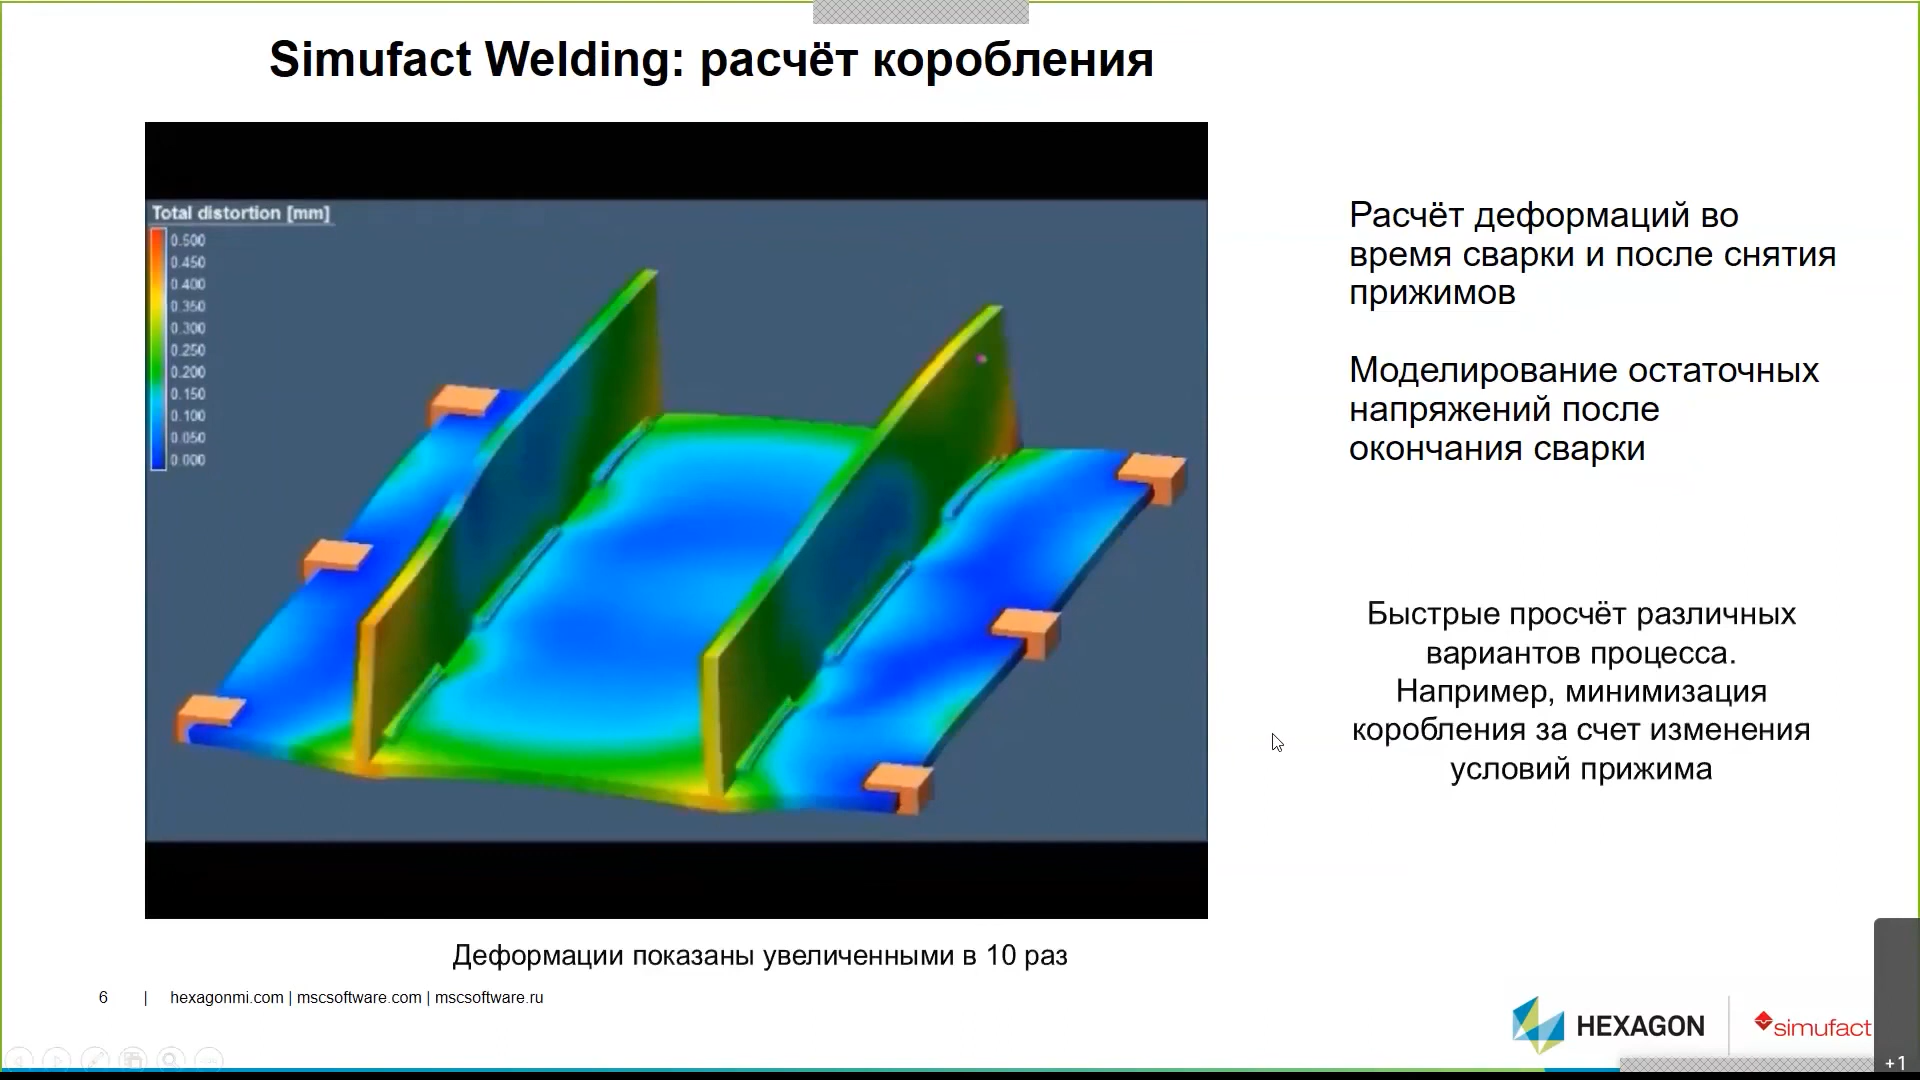 Simufact Welding: расчёт коробления
Total distortion [mm]
0.500
0.450
0.400
0.350
0.300
0.250
0.200
0.150
0.100
0.050
0.000
Расчёт деформаций во
время сварки и после снятия
прижимов
Моделирование остаточных
напряжений после
окончания сварки
Быстрые просчёт различных
вариантов процесса.
Например, минимизация
коробления за счет изменения
условий прижима
Деформации показаны увеличенными в 10 раз
6 | hexagonmi.com | mscsoftware.com | mscsoftware.ru
HEXAGON
simufact
+1